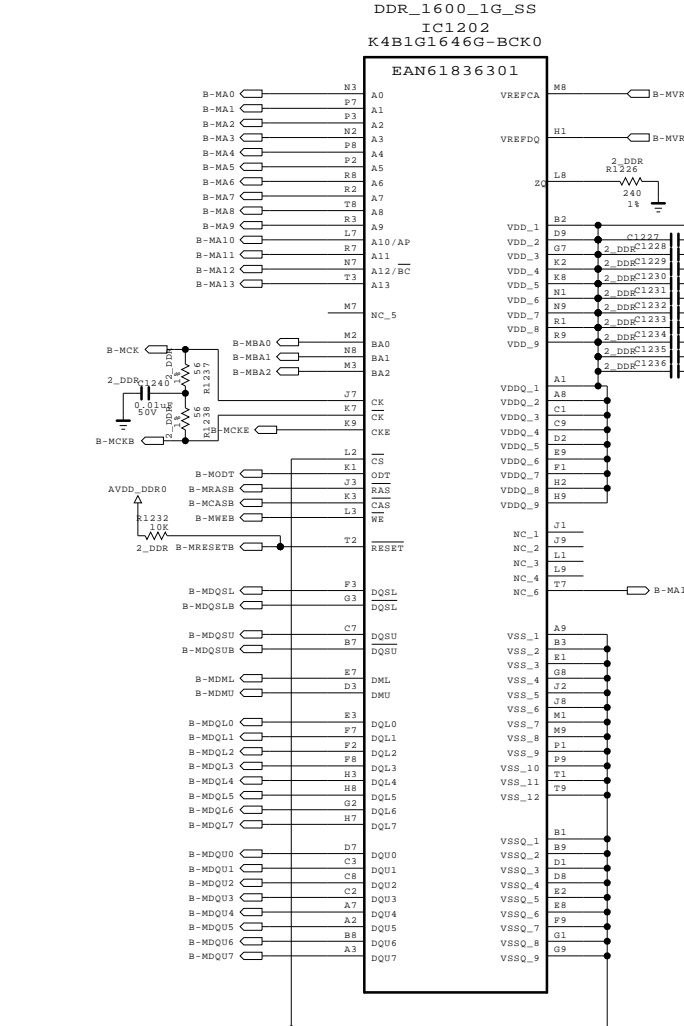 DDR_1600_1G_SS
IC1202
K4B1G1646G-BCK0
EAN61836301
B-MA0 N3 A0
B-MA1 P7 A1
B-MA2 P3 A2
B-MA3 N2 A3
B-MA4 P8 A4
B-MA5 P2 A5
B-MA6 R8 A6
B-MA7 R2 A7
B-MA8 T8 A8
B-MA9 R3 A9
B-MA10 L7 A10/AP
B-MA11 R7 A11
B-MA12 N7 A12/BC
B-MA13 T3 A13
M7 NC_5
B-MBA0 M2 BA0
B-MBA1 N8 BA1
B-MBA2 M3 BA2
B-MCK J7 CK
2_DDR 1% R1237 56
2_DDR C1240 0.01uF 50V
2_DDR 1% R1238 56
B-MCKB K7 CK
B-MCKE K9 CKE
L2 CS
B-MODT K1 ODT
B-MRASB J3 RAS
B-MCASB K3 CAS
B-MWEB L3 WE
AVDD_DDR0
R1232
10K
2_DDR
B-MRESETB T2 RESET
B-MDQSL F3 DQSL
B-MDQSLB G3 DQSL
B-MDQSU C7 DQSU
B-MDQSUB B7 DQSU
B-MDML E7 DML
B-MDMU D3 DMU
B-MDQL0 E3 DQL0
B-MDQL1 F7 DQL1
B-MDQL2 F2 DQL2
B-MDQL3 F8 DQL3
B-MDQL4 H3 DQL4
B-MDQL5 H8 DQL5
B-MDQL6 G2 DQL6
B-MDQL7 H7 DQL7
B-MDQU0 D7 DQU0
B-MDQU1 C3 DQU1
B-MDQU2 C8 DQU2
B-MDQU3 C2 DQU3
B-MDQU4 A7 DQU4
B-MDQU5 A2 DQU5
B-MDQU6 B8 DQU6
B-MDQU7 A3 DQU7
VREFCA M8 B-MVR
VREFDQ H1 B-MVR
ZQ L8
2_DDR
R1226
240
1%
VDD_1 B2
VDD_2 D9 C1227
VDD_3 G7 2_DDR C1228
VDD_4 K2 2_DDR C1229
VDD_5 K8 2_DDR C1230
VDD_6 N1 2_DDR C1231
VDD_7 N9 2_DDR C1232
VDD_8 R1 2_DDR C1233
VDD_9 R9 2_DDR C1234
2_DDR C1235
2_DDR C1236
VDDQ_1 A1
VDDQ_2 A8
VDDQ_3 C1
VDDQ_4 C9
VDDQ_5 D2
VDDQ_6 E9
VDDQ_7 F1
VDDQ_8 H2
VDDQ_9 H9
NC_1 J1
NC_2 J9
NC_3 L1
NC_4 L9
NC_6 T7 B-MA1
VSS_1 A9
VSS_2 B3
VSS_3 E1
VSS_4 G8
VSS_5 J2
VSS_6 J8
VSS_7 M1
VSS_8 M9
VSS_9 P1
VSS_10 P9
VSS_11 T1
VSS_12 T9
VSSQ_1 B1
VSSQ_2 B9
VSSQ_3 D1
VSSQ_4 D8
VSSQ_5 E2
VSSQ_6 E8
VSSQ_7 F9
VSSQ_8 G1
VSSQ_9 G9